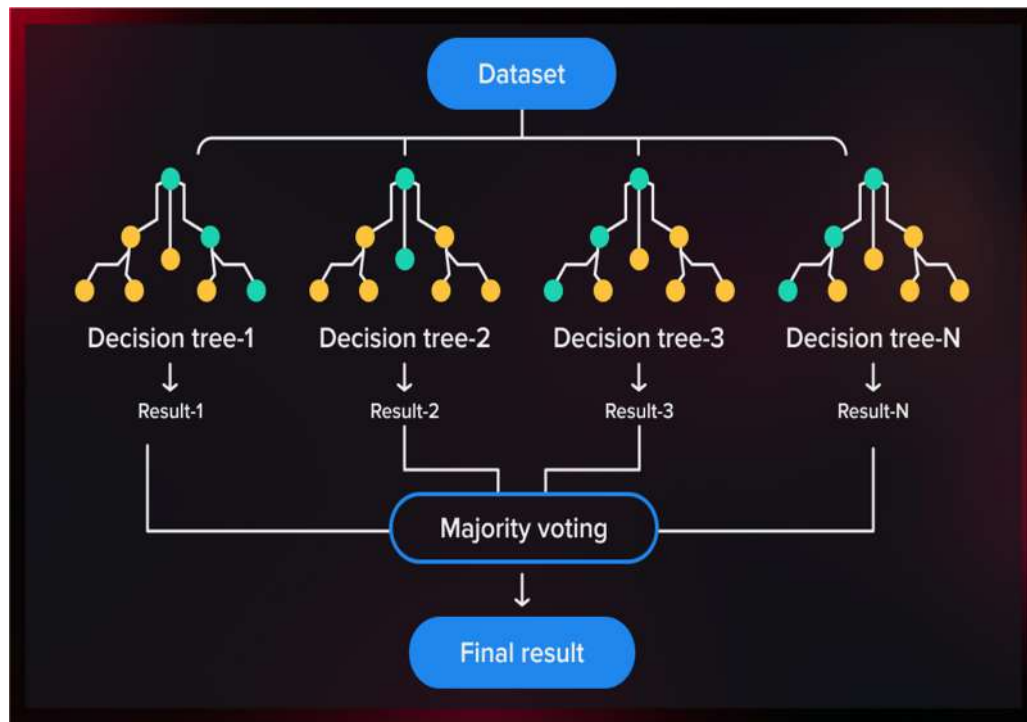 Dataset
Decision tree-1
Decision tree-2
Decision tree-3
Decision tree-N
Result-1
Result-2
Result-3
Result-N
Majority voting
Final result